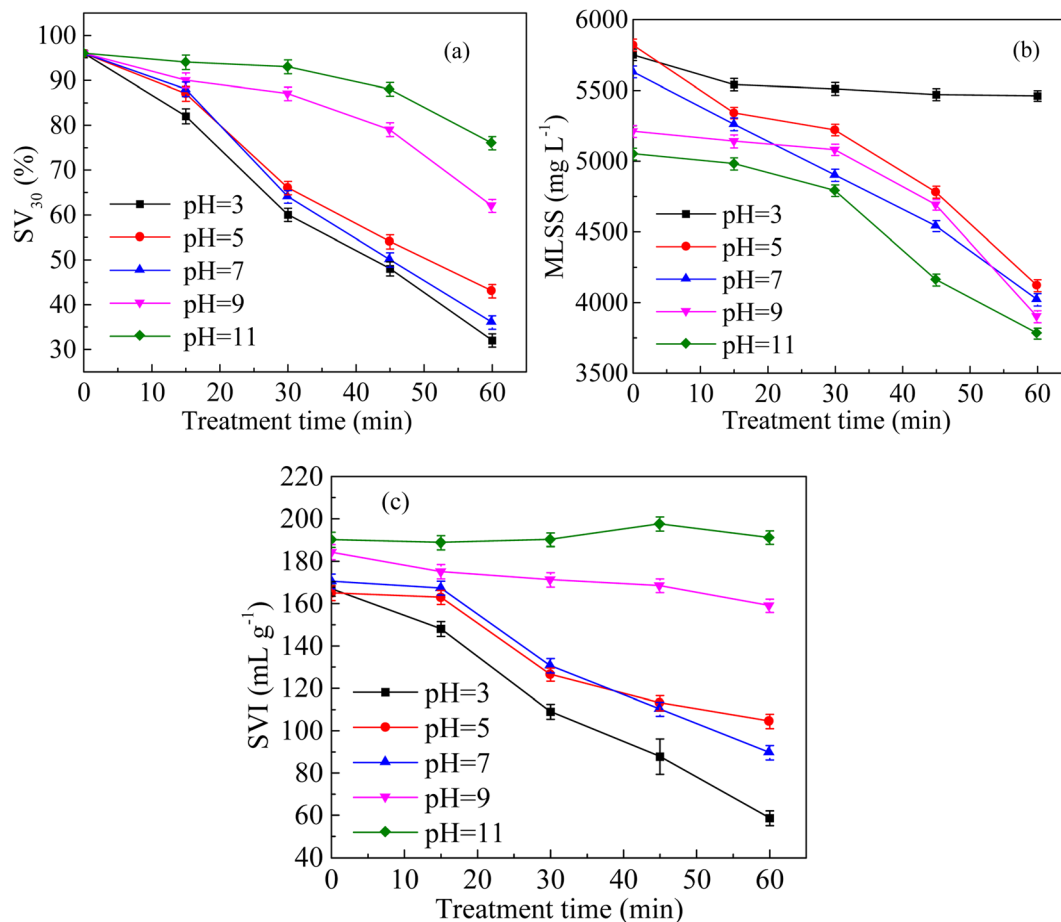 (a)
100
90
80
70
60
50
40
30
SV30 (%)
pH=3
pH=5
pH=7
pH=9
pH=11
0 10 20 30 40 50 60
Treatment time (min)
(b)
6000
5500
5000
4500
4000
3500
MLSS (mg L-1)
pH=3
pH=5
pH=7
pH=9
pH=11
0 10 20 30 40 50 60
Treatment time (min)
(c)
220
200
180
160
140
120
100
80
60
40
SVI (mL g-1)
pH=3
pH=5
pH=7
pH=9
pH=11
0 10 20 30 40 50 60
Treatment time (min)